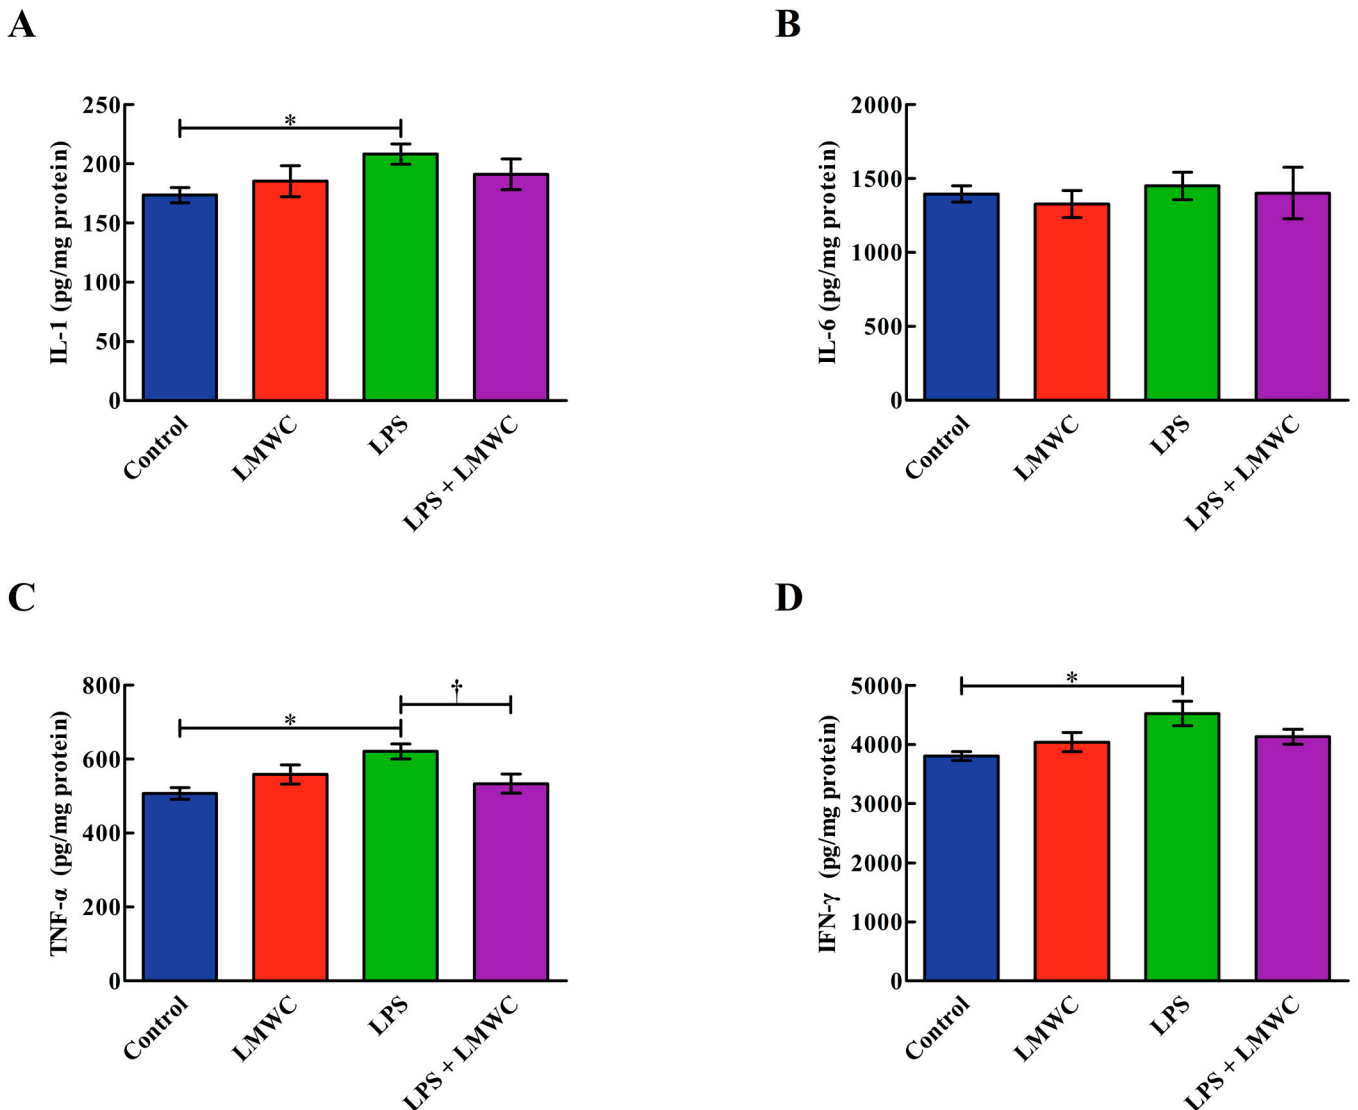 A
B
IL-1 (pg/mg protein)
250
200
150
100
50
0
*
Control
LMWC
LPS
LPS + LMWC
IL-6 (pg/mg protein)
2000
1500
1000
500
0
Control
LMWC
LPS
LPS + LMWC
C
D
TNF-α (pg/mg protein)
800
600
400
200
0
*
†
Control
LMWC
LPS
LPS + LMWC
IFN-γ (pg/mg protein)
5000
4000
3000
2000
1000
0
*
Control
LMWC
LPS
LPS + LMWC